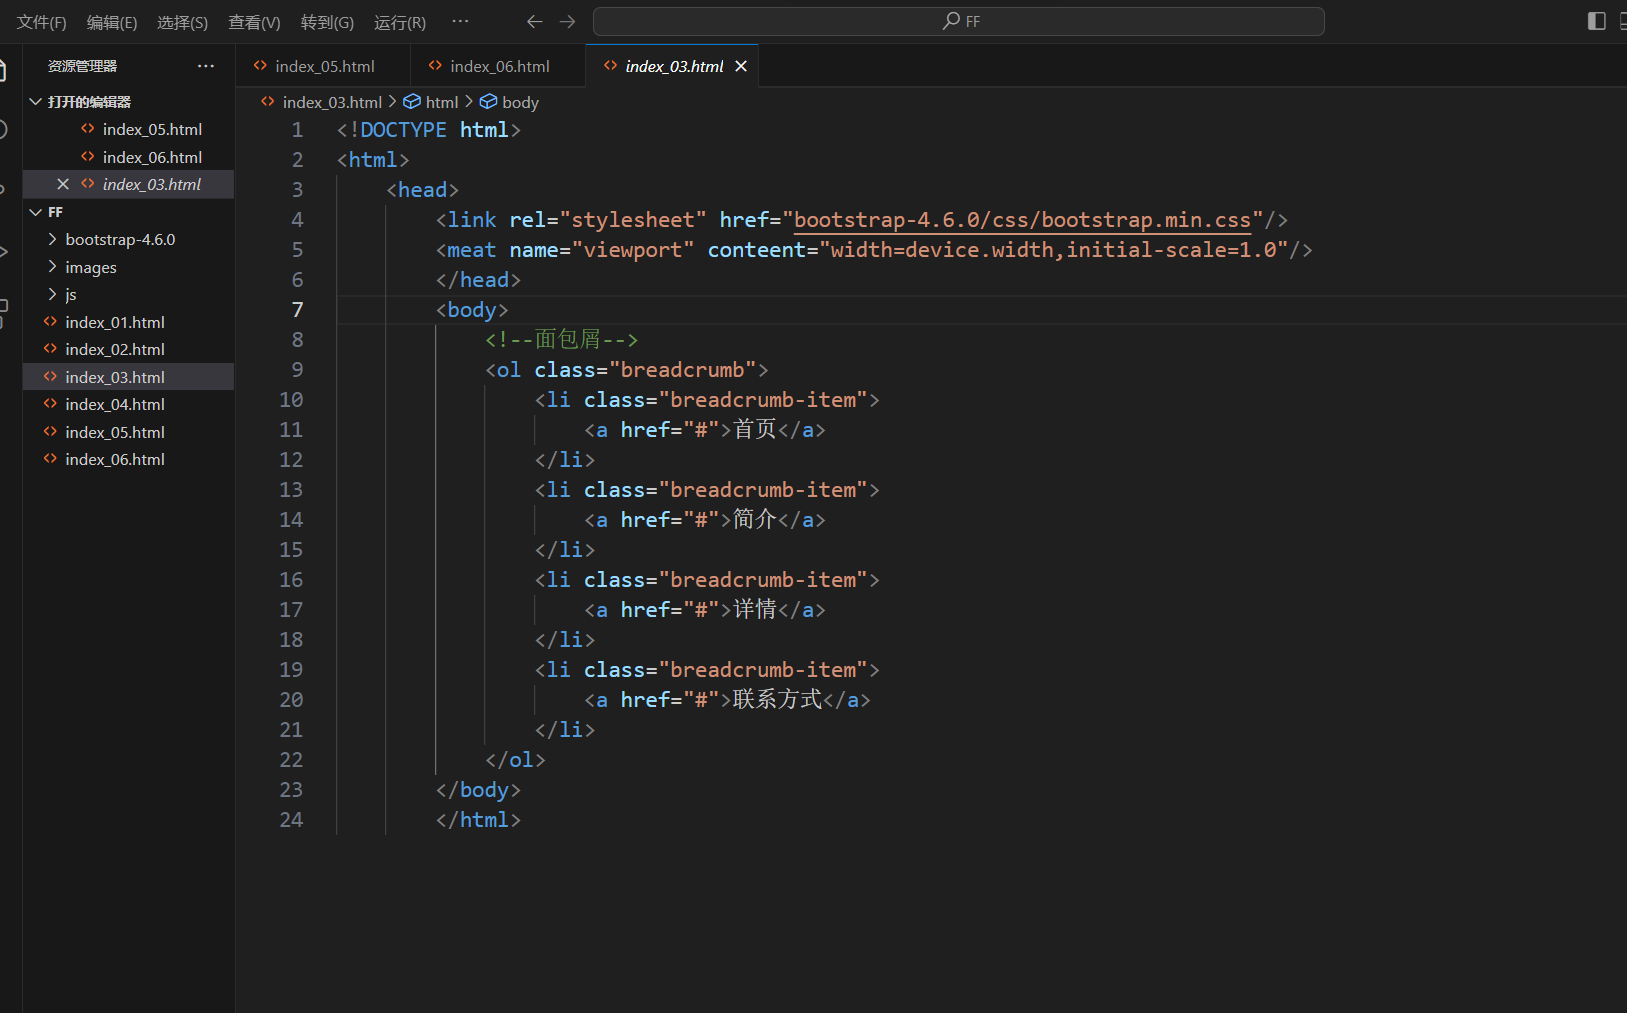 文件(F) 编辑(E) 选择(S) 查看(V) 转到(G) 运行(R) ··· FF
资源管理器 ···
打开的编辑器
index_05.html
index_06.html
index_03.html
FF
bootstrap-4.6.0
images
js
index_01.html
index_02.html
index_03.html
index_04.html
index_05.html
index_06.html
index_05.html index_06.html index_03.html
index_03.html > html > body
1 <!DOCTYPE html>
2 <html>
3 <head>
4 <link rel="stylesheet" href="bootstrap-4.6.0/css/bootstrap.min.css"/>
5 <meat name="viewport" conteent="width=device.width,initial-scale=1.0"/>
6 </head>
7 <body>
8 <!--面包屑-->
9 <ol class="breadcrumb">
10 <li class="breadcrumb-item">
11 <a href="#">首页</a>
12 </li>
13 <li class="breadcrumb-item">
14 <a href="#">简介</a>
15 </li>
16 <li class="breadcrumb-item">
17 <a href="#">详情</a>
18 </li>
19 <li class="breadcrumb-item">
20 <a href="#">联系方式</a>
21 </li>
22 </ol>
23 </body>
24 </html>